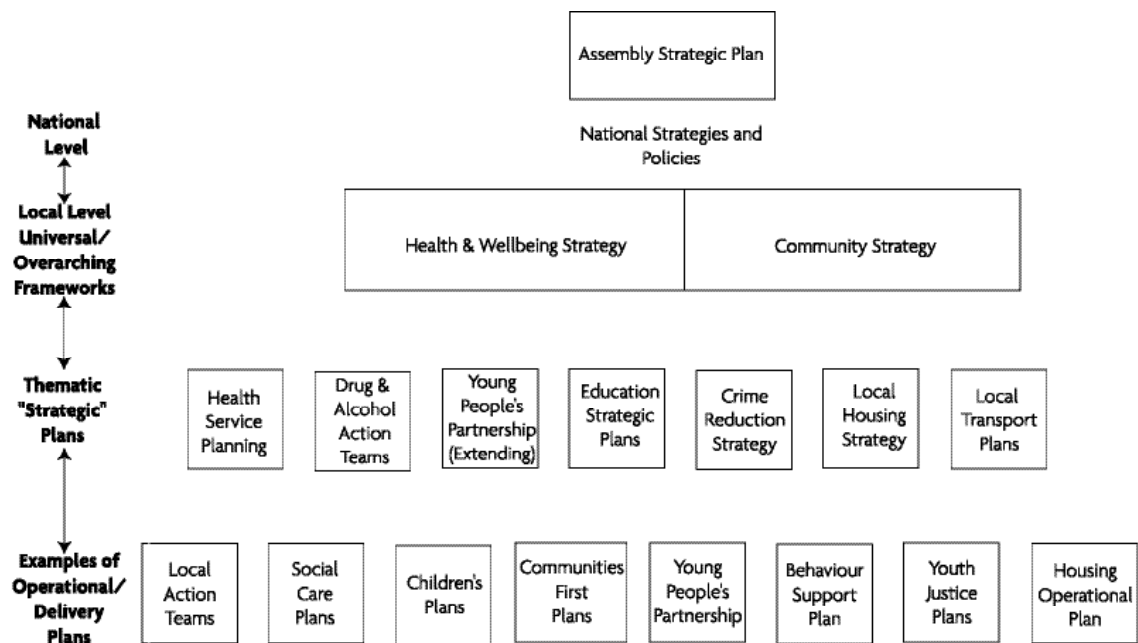 Assembly Strategic Plan
National
Level
National Strategies and
Policies
Local Level
Universal/
Overarching
Frameworks
Health & Wellbeing Strategy
Community Strategy
Thematic
"Strategic"
Plans
Health
Service
Planning
Drug &
Alcohol
Action
Teams
Young
People's
Partnership
(Extending)
Education
Strategic
Plans
Crime
Reduction
Strategy
Local
Housing
Strategy
Local
Transport
Plans
Examples of
Operational/
Delivery
Plans
Local
Action
Teams
Social
Care
Plans
Children's
Plans
Communities
First
Plans
Young
People's
Partnership
Behaviour
Support Plan
Youth
Justice
Plans
Housing
Operational
Plan